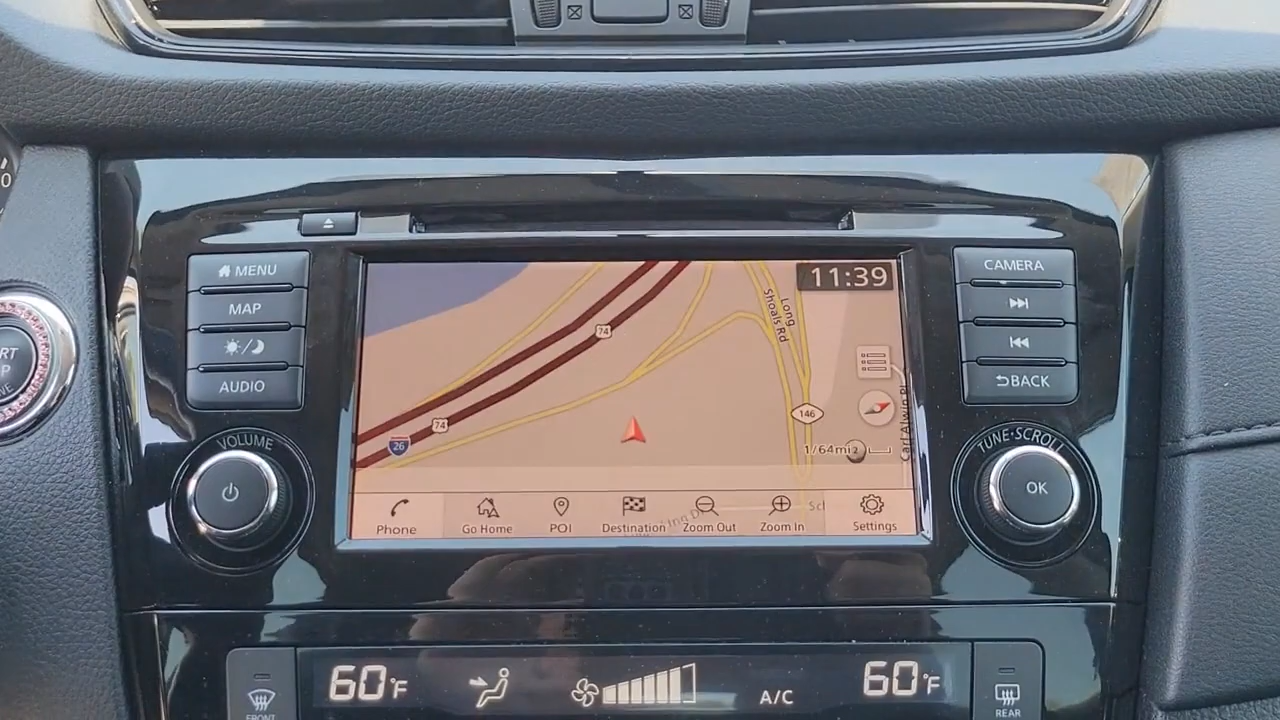 MENU
MAP
AUDIO
VOLUME
11:39
74
74
26
Long
Shoals Rd
146
1/64mi
Carl Alwin Pl
Phone
Go Home
POI
Destination
Zoom Out
Zoom In
Settings
CAMERA
BACK
TUNE·SCROLL
OK
60°F
A/C
60°F
FRONT
REAR
0